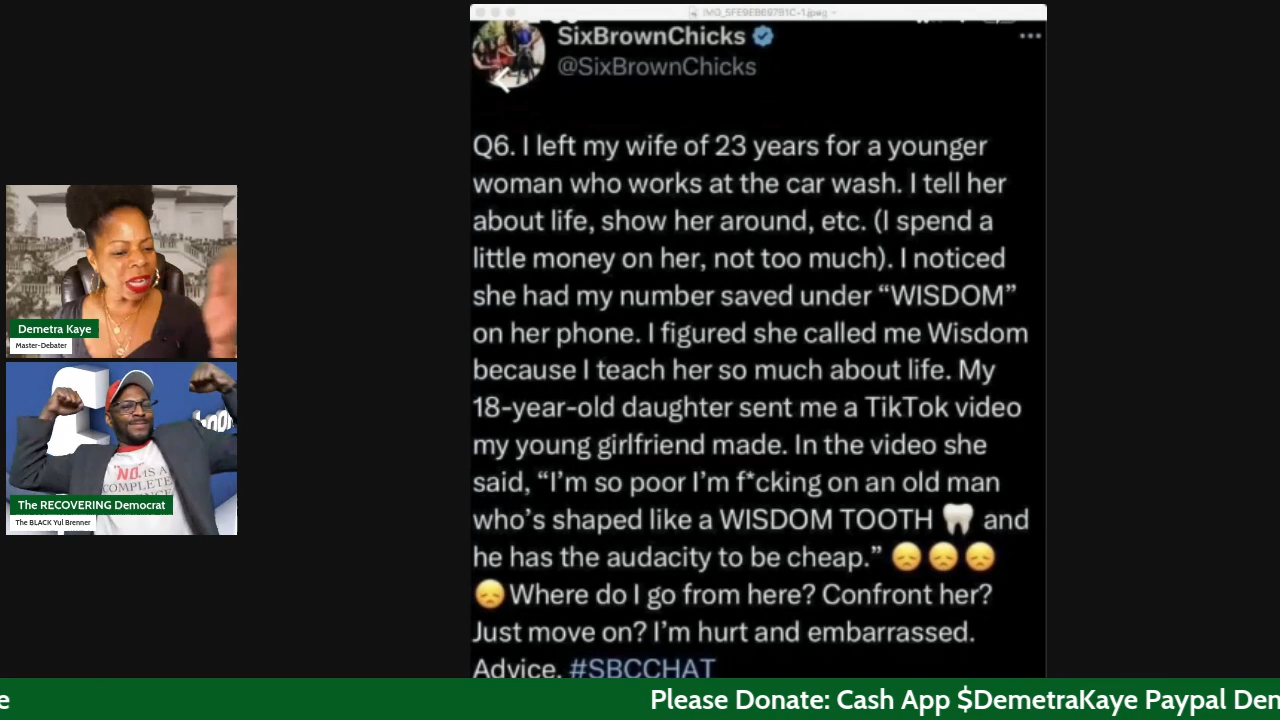 IMG_5FE9EB69781C-1.jpeg
SixBrownChicks
@SixBrownChicks
Q6. I left my wife of 23 years for a younger
woman who works at the car wash. I tell her
about life, show her around, etc. (I spend a
little money on her, not too much). I noticed
she had my number saved under “WISDOM”
on her phone. I figured she called me Wisdom
because I teach her so much about life. My
18-year-old daughter sent me a TikTok video
my young girlfriend made. In the video she
said, “I’m so poor I’m f*cking on an old man
who’s shaped like a WISDOM TOOTH 🦷 and
he has the audacity to be cheap.” 😞😞😞
😞Where do I go from here? Confront her?
Just move on? I’m hurt and embarrassed.
Advice. #SBCCHAT
Demetra Kaye
Master-Debater
"NO."IS A
COMPLETE
The RECOVERING Democrat
The BLACK Yul Brenner
e
Please Donate: Cash App $DemetraKaye Paypal Den